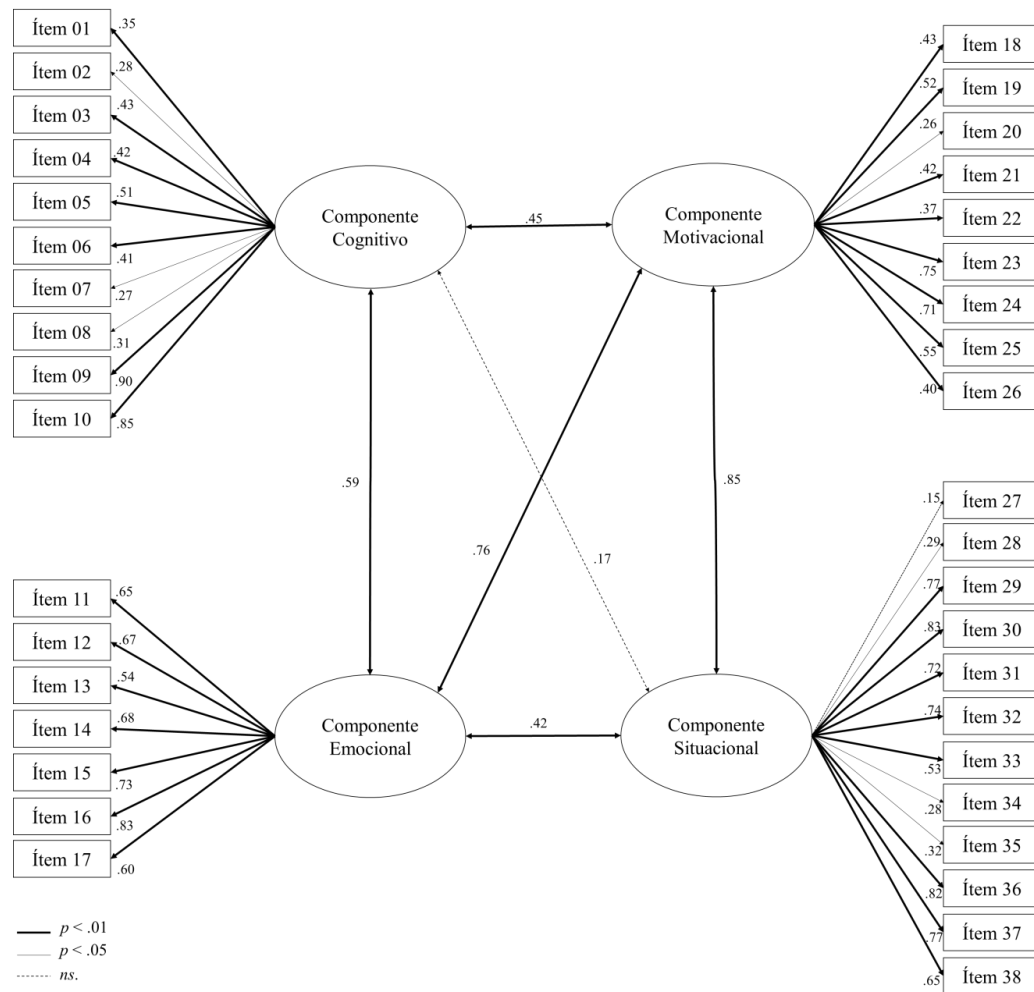 Ítem 01
.35
Ítem 02
.28
Ítem 03
.43
Ítem 04
.42
Ítem 05
.51
Ítem 06
.41
Ítem 07
.27
Ítem 08
.31
Ítem 09
.90
Ítem 10
.85
Componente
Cognitivo
.45
Componente
Motivacional
.43
Ítem 18
.52
Ítem 19
.26
Ítem 20
.42
Ítem 21
.37
Ítem 22
Ítem 23
.75
Ítem 24
.71
Ítem 25
.55
Ítem 26
.40
.59
.76
.17
.85
Ítem 11
.65
Ítem 12
.67
Ítem 13
.54
Ítem 14
.68
Ítem 15
.73
Ítem 16
.83
Ítem 17
.60
Componente
Emocional
.42
Componente
Situacional
.15
Ítem 27
.29
Ítem 28
.77
Ítem 29
.83
Ítem 30
.72
Ítem 31
.74
Ítem 32
Ítem 33
.53
Ítem 34
.28
Ítem 35
.32
Ítem 36
.82
Ítem 37
.77
Ítem 38
.65
p < .01
p < .05
ns.